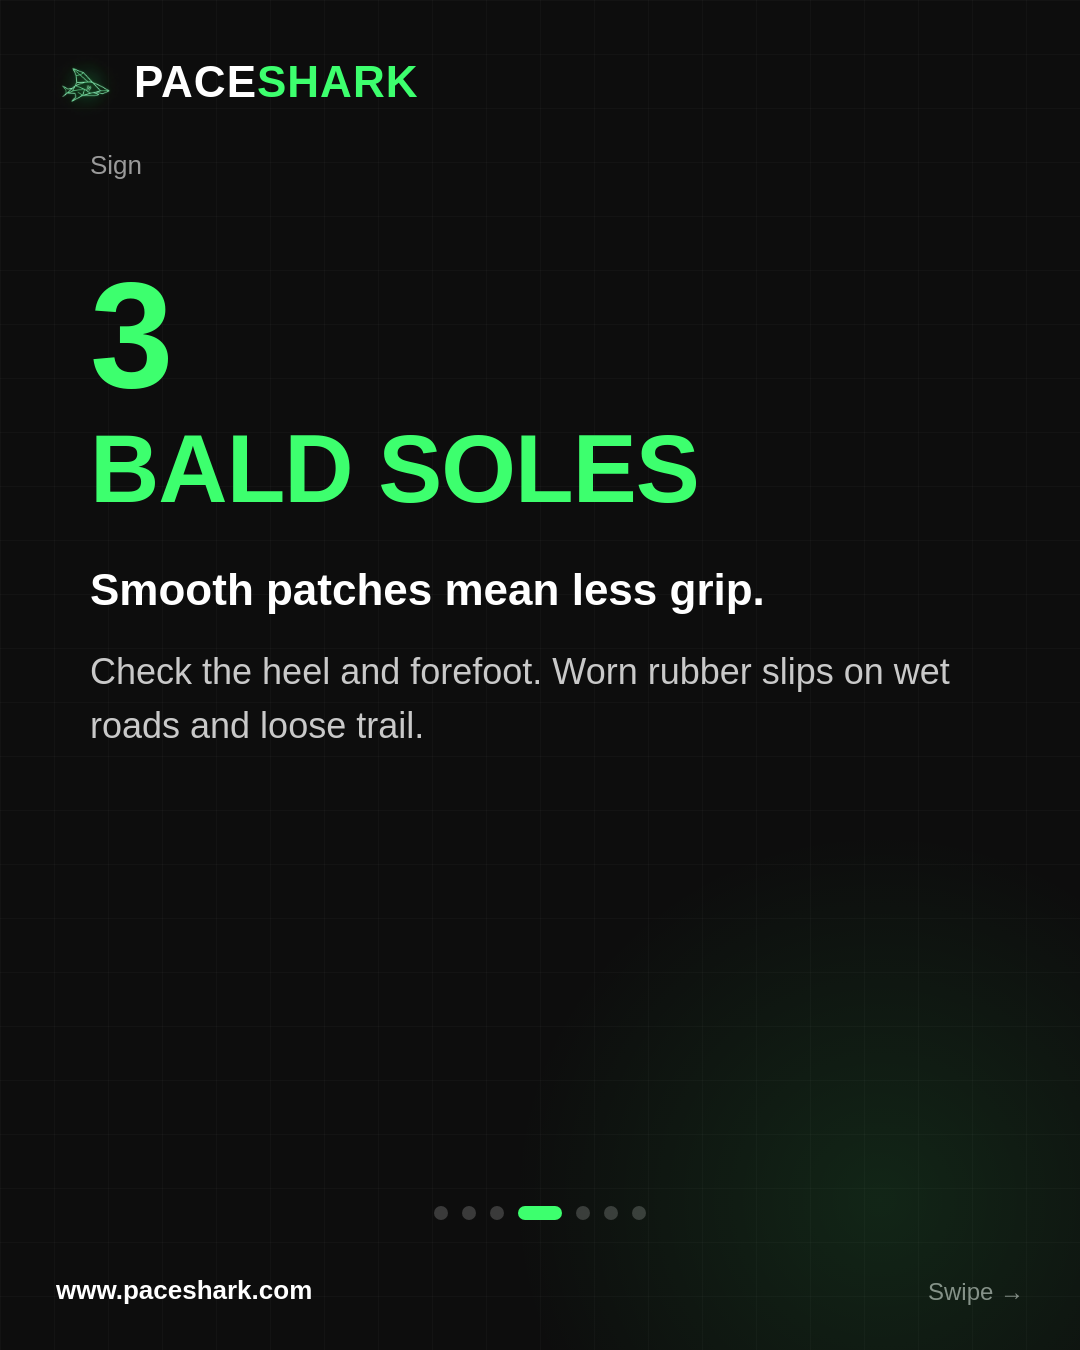 PACESHARK
Sign
3
BALD SOLES
Smooth patches mean less grip.
Check the heel and forefoot. Worn rubber slips on wet
roads and loose trail.
www.paceshark.com
Swipe →